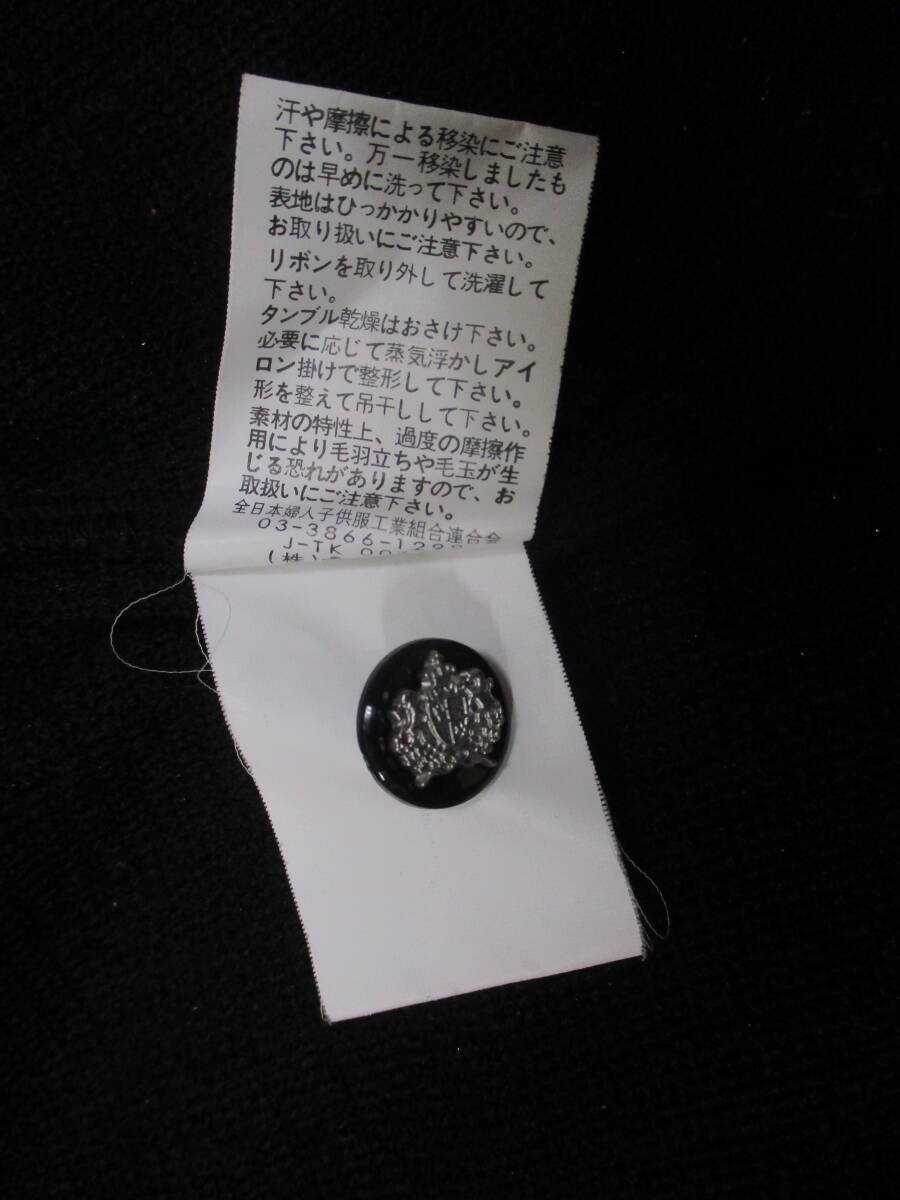 汗や摩擦による移染にご注意
下さい。万一移染しましたも
のは早めに洗って下さい。
表地はひっかかりやすいので、
お取り扱いにご注意下さい。
リボンを取り外して洗濯して
下さい。
タンブル乾燥はおさけ下さい。
必要に応じて蒸気浮かしアイ
ロン掛けで整形して下さい。
形を整えて吊干しして下さい。
素材の特性上、過度の摩擦作
用により毛羽立ちや毛玉が生
じる恐れがありますので、お
取扱いにご注意下さい。
全日本婦人子供服工業組合連合会
03-3866-
J-TK
(株)